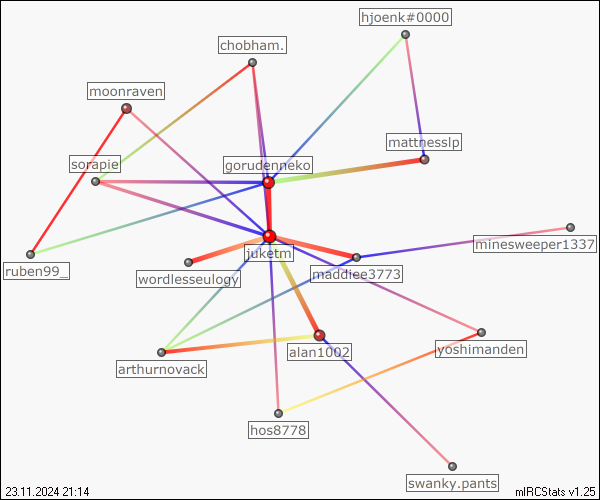 hjoenk#0000
chobham.
moonraven
mattnesslp
sorapie
gorudenneko
minesweeper1337
juketm
ruben99_
maddiee3773
wordlesseulogy
alan1002
yoshimanden
arthurnovack
hos8778
swanky.pants
23.11.2024 21:14
mIRCStats v1.25